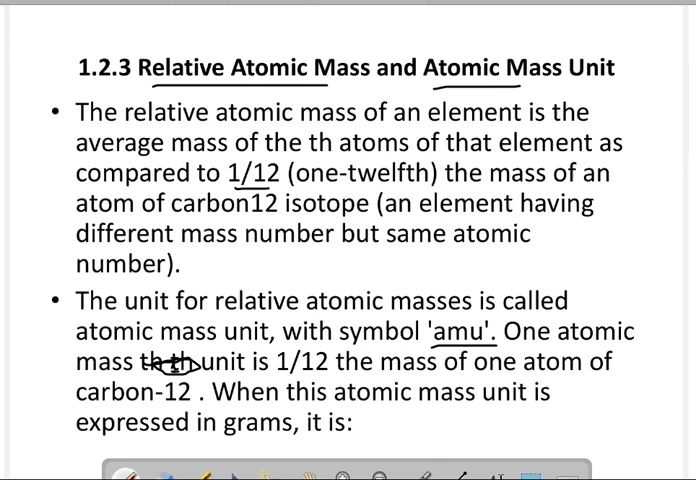 1.2.3 Relative Atomic Mass and Atomic Mass Unit
• The relative atomic mass of an element is the
average mass of the th atoms of that element as
compared to 1/12 (one-twelfth) the mass of an
atom of carbon12 isotope (an element having
different mass number but same atomic
number).
• The unit for relative atomic masses is called
atomic mass unit, with symbol 'amu'. One atomic
mass th th unit is 1/12 the mass of one atom of
carbon-12 . When this atomic mass unit is
expressed in grams, it is: